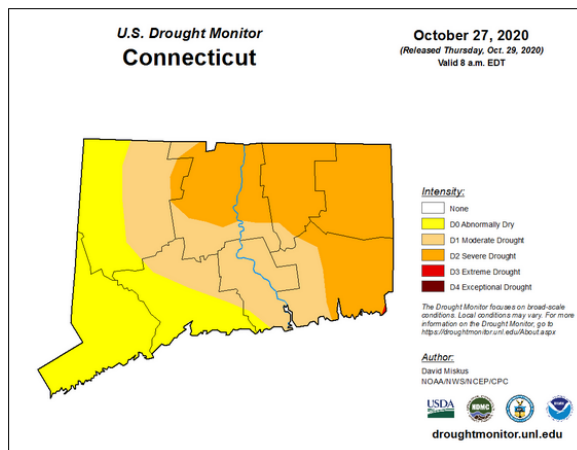 U.S. Drought Monitor
Connecticut
October 27, 2020
(Released Thursday, Oct. 29, 2020)
Valid 8 a.m. EDT
Intensity:
None
D0 Abnormally Dry
D1 Moderate Drought
D2 Severe Drought
D3 Extreme Drought
D4 Exceptional Drought
The Drought Monitor focuses on broad-scale
conditions. Local conditions may vary. For more
information on the Drought Monitor, go to
https://droughtmonitor.unl.edu/About.aspx
Author:
David Miskus
NOAA/NWS/NCEP/CPC
USDA
NDMC
droughtmonitor.unl.edu